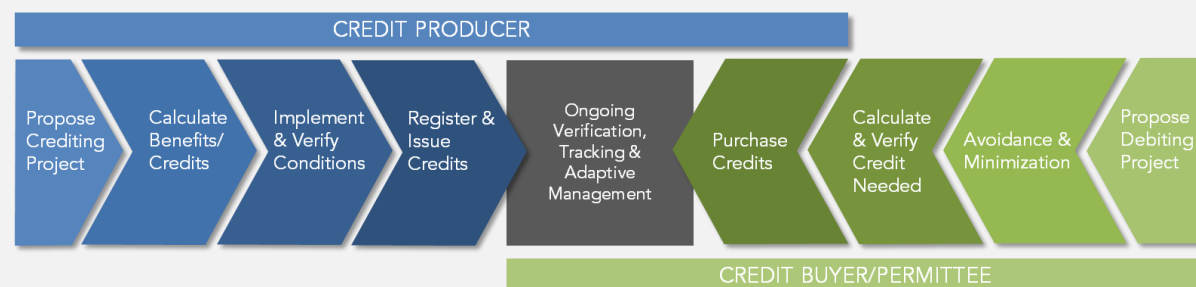 CREDIT PRODUCER
Propose
Crediting
Project
Calculate
Benefits/
Credits
Implement
& Verify
Conditions
Register &
Issue
Credits
Ongoing
Verification,
Tracking &
Adaptive
Management
Purchase
Credits
Calculate
& Verify
Credit
Needed
Avoidance &
Minimization
Propose
Debiting
Project
CREDIT BUYER/PERMITTEE